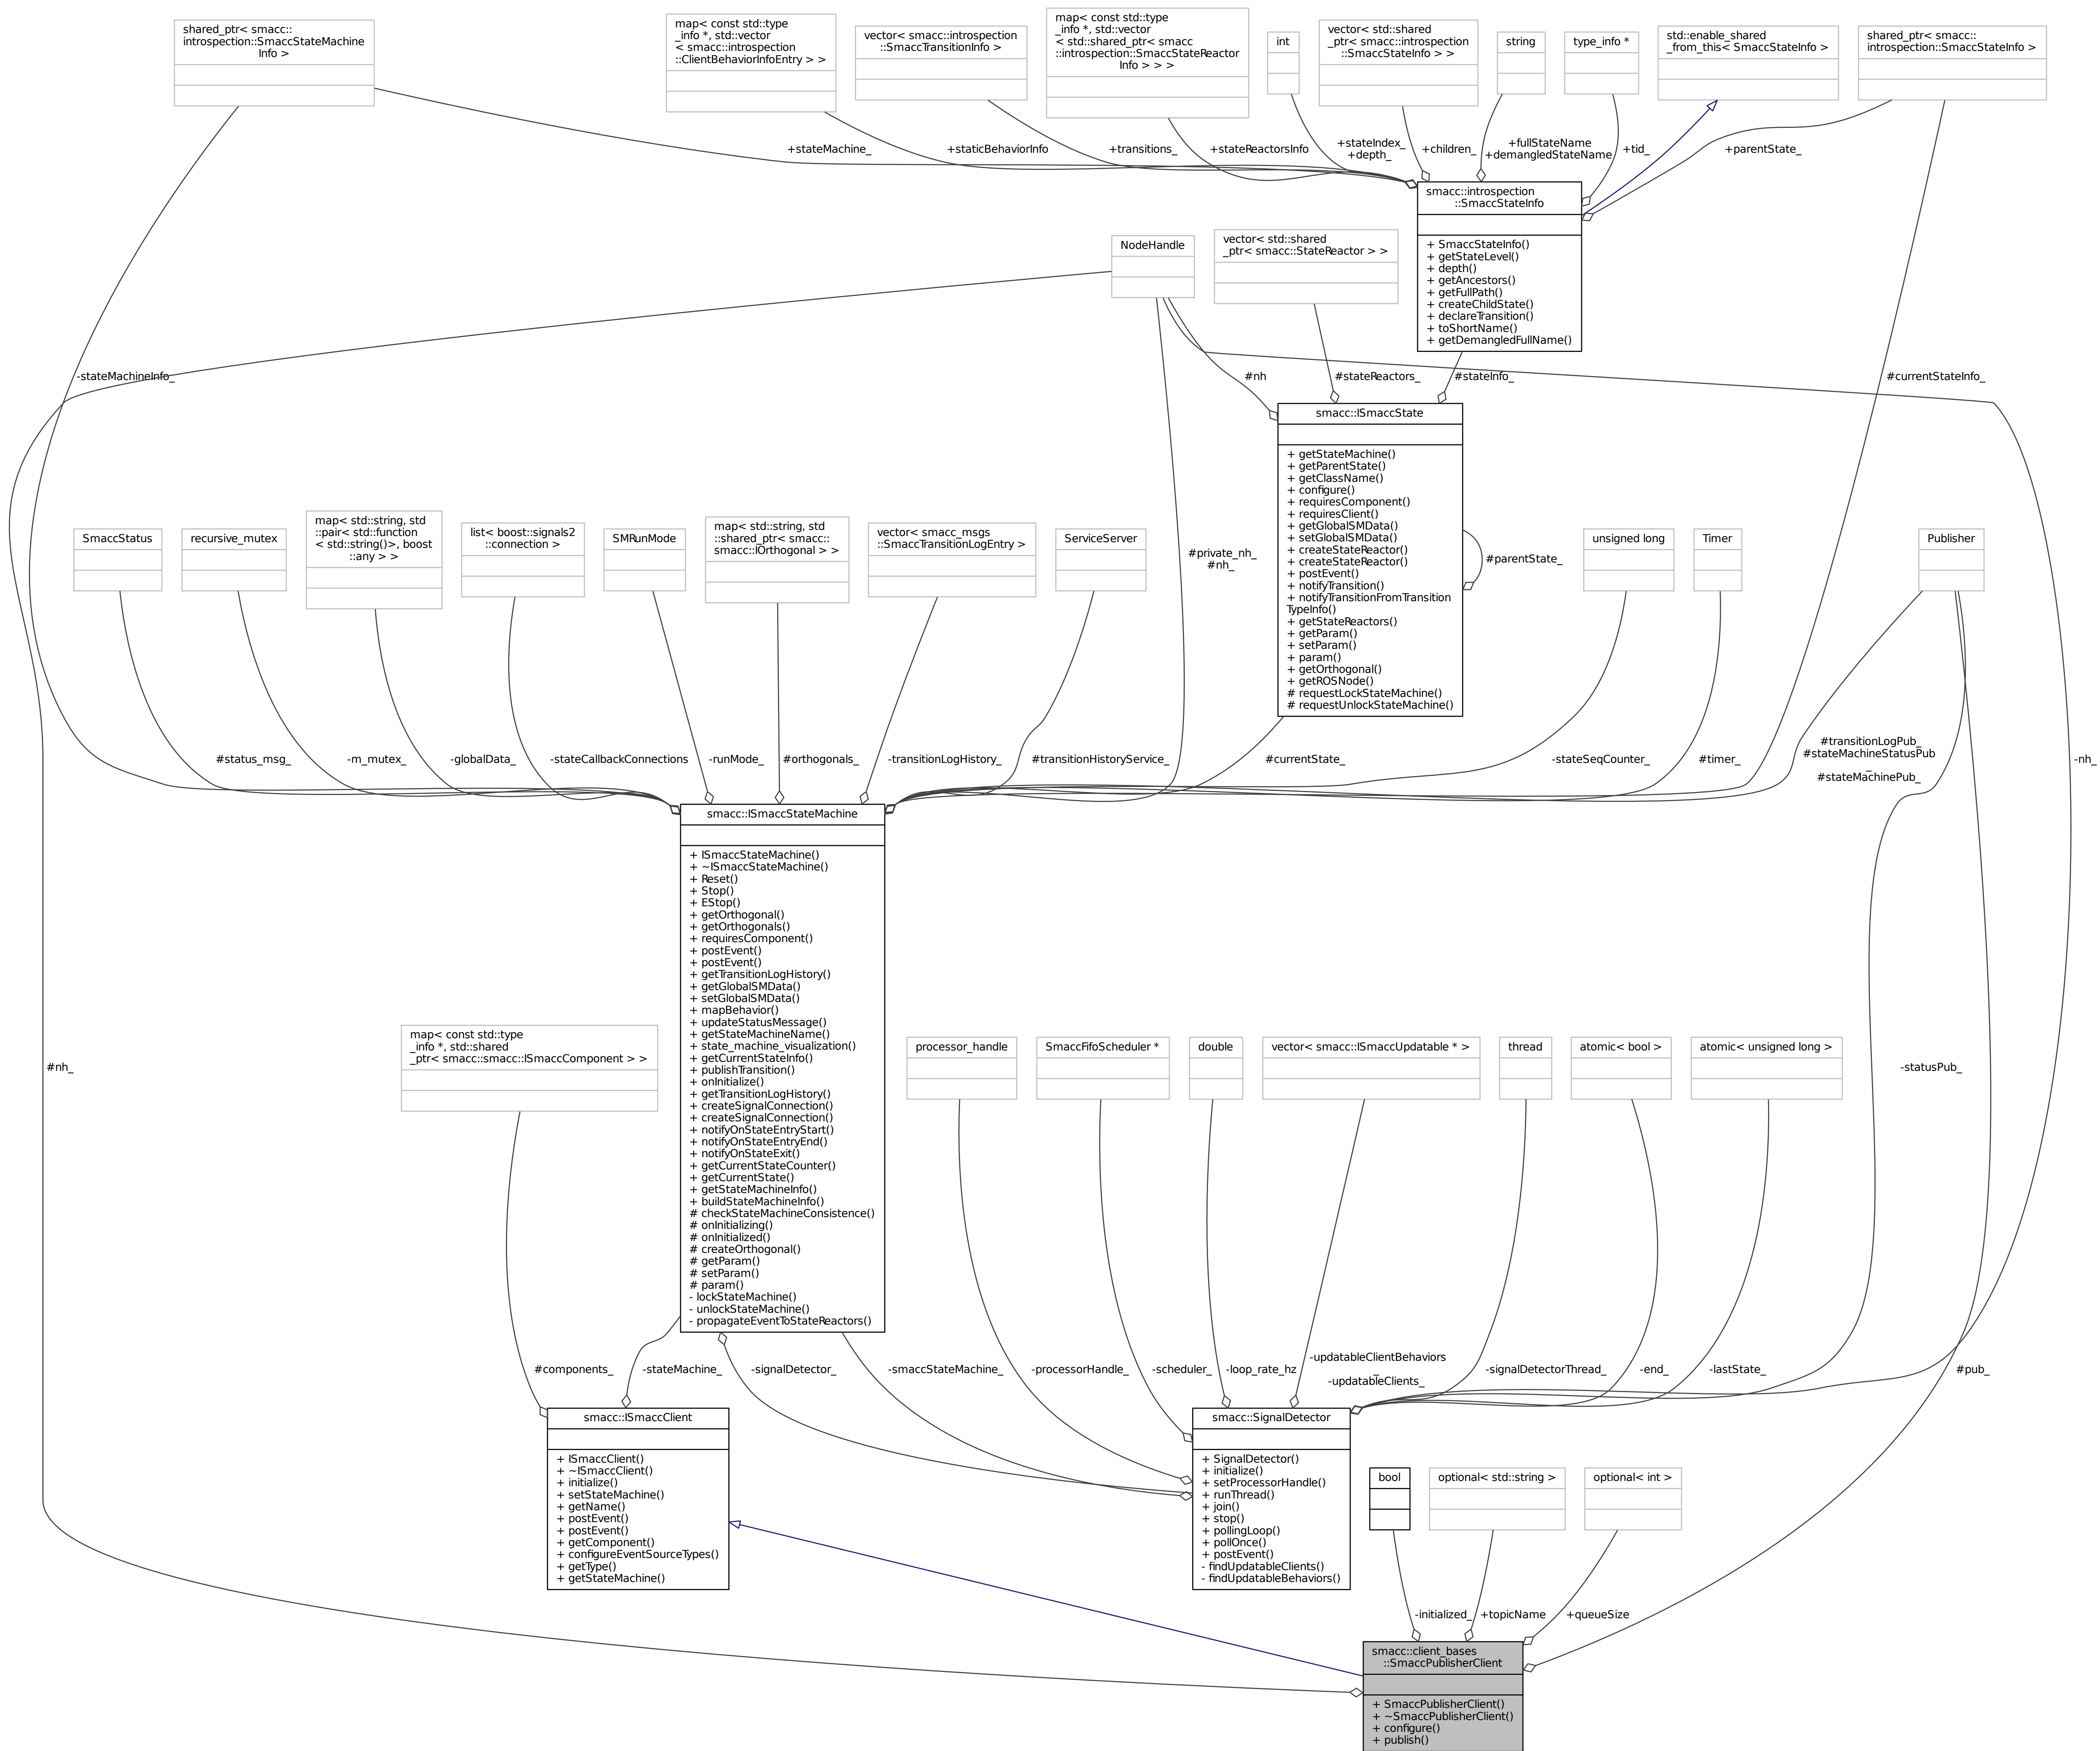 shared_ptr< smacc::
introspection::SmaccStateMachine
Info >
map< const std::type
_info *, std::vector
< smacc::introspection
::ClientBehaviorInfoEntry > >
vector< smacc::introspection
::SmaccTransitionInfo >
map< const std::type
_info *, std::vector
< std::shared_ptr< smacc
::introspection::SmaccStateReactor
Info > > >
int
vector< std::shared
_ptr< smacc::introspection
::SmaccStateInfo > >
string
type_info *
std::enable_shared
_from_this< SmaccStateInfo >
shared_ptr< smacc::
introspection::SmaccStateInfo >
+stateMachine_
+staticBehaviorInfo
+transitions_
+stateReactorsInfo
+stateIndex_
+depth_
+children_
+fullStateName
+demangledStateName
+tid_
+parentState_
smacc::introspection
::SmaccStateInfo
+ SmaccStateInfo()
+ getStateLevel()
+ depth()
+ getAncestors()
+ getFullPath()
+ createChildState()
+ declareTransition()
+ toShortName()
+ getDemangledFullName()
NodeHandle
vector< std::shared
_ptr< smacc::StateReactor > >
-stateMachineInfo_
#nh
#stateReactors_
#stateInfo_
#currentStateInfo_
smacc::ISmaccState
+ getStateMachine()
+ getParentState()
+ getClassName()
+ configure()
+ requiresComponent()
+ requiresClient()
+ getGlobalSMData()
+ setGlobalSMData()
+ createStateReactor()
+ createStateReactor()
+ postEvent()
+ notifyTransition()
+ notifyTransitionFromTransition
TypeInfo()
+ getStateReactors()
+ getParam()
+ setParam()
+ param()
+ getOrthogonal()
+ getROSNode()
# requestLockStateMachine()
# requestUnlockStateMachine()
#parentState_
SmaccStatus
recursive_mutex
map< std::string, std
::pair< std::function
< std::string()>, boost
::any > >
list< boost::signals2
::connection >
SMRunMode
map< std::string, std
::shared_ptr< smacc::
smacc::IOrthogonal > >
vector< smacc_msgs
::SmaccTransitionLogEntry >
ServiceServer
#private_nh_
#nh_
unsigned long
Timer
Publisher
#status_msg_
-m_mutex_
-globalData_
-stateCallbackConnections
-runMode_
#orthogonals_
-transitionLogHistory_
#transitionHistoryService_
#currentState_
-stateSeqCounter_
#timer_
#transitionLogPub_
#stateMachineStatusPub
_
#stateMachinePub_
-nh_
smacc::ISmaccStateMachine
+ ISmaccStateMachine()
+ ~ISmaccStateMachine()
+ Reset()
+ Stop()
+ EStop()
+ getOrthogonal()
+ getOrthogonals()
+ requiresComponent()
+ postEvent()
+ postEvent()
+ getTransitionLogHistory()
+ getGlobalSMData()
+ setGlobalSMData()
+ mapBehavior()
+ updateStatusMessage()
+ getStateMachineName()
+ state_machine_visualization()
+ getCurrentStateInfo()
+ publishTransition()
+ onInitialize()
+ getTransitionLogHistory()
+ createSignalConnection()
+ createSignalConnection()
+ notifyOnStateEntryStart()
+ notifyOnStateEntryEnd()
+ notifyOnStateExit()
+ getCurrentStateCounter()
+ getCurrentState()
+ getStateMachineInfo()
+ buildStateMachineInfo()
# checkStateMachineConsistence()
# onInitializing()
# onInitialized()
# createOrthogonal()
# getParam()
# setParam()
# param()
- lockStateMachine()
- unlockStateMachine()
- propagateEventToStateReactors()
#nh_
map< const std::type
_info *, std::shared
_ptr< smacc::smacc::ISmaccComponent > >
processor_handle
SmaccFifoScheduler *
double
vector< smacc::ISmaccUpdatable * >
thread
atomic< bool >
atomic< unsigned long >
-statusPub_
#components_
-stateMachine_
-signalDetector_
-smaccStateMachine_
-processorHandle_
-scheduler_
-loop_rate_hz
-updatableClientBehaviors
_
-updatableClients_
-signalDetectorThread_
-end_
-lastState_
#pub_
smacc::ISmaccClient
+ ISmaccClient()
+ ~ISmaccClient()
+ initialize()
+ setStateMachine()
+ getName()
+ postEvent()
+ postEvent()
+ getComponent()
+ configureEventSourceTypes()
+ getType()
+ getStateMachine()
smacc::SignalDetector
+ SignalDetector()
+ initialize()
+ setProcessorHandle()
+ runThread()
+ join()
+ stop()
+ pollingLoop()
+ pollOnce()
+ postEvent()
- findUpdatableClients()
- findUpdatableBehaviors()
bool
optional< std::string >
optional< int >
-initialized_
+topicName
+queueSize
smacc::client_bases
::SmaccPublisherClient
+ SmaccPublisherClient()
+ ~SmaccPublisherClient()
+ configure()
+ publish()